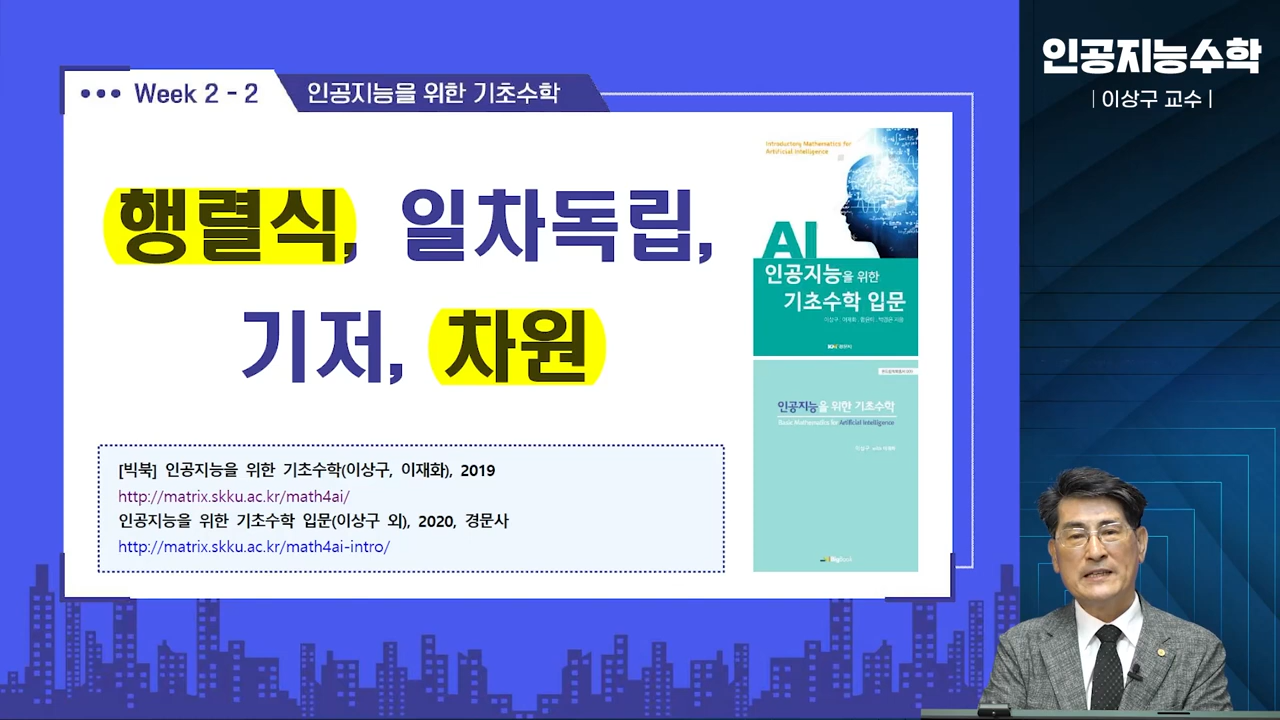 ••• Week 2 - 2
인공지능을 위한 기초수학
인공지능수학
| 이상구 교수 |
행렬식, 일차독립,
기저, 차원
[빅북] 인공지능을 위한 기초수학(이상구, 이재화), 2019
http://matrix.skku.ac.kr/math4ai/
인공지능을 위한 기초수학 입문(이상구 외), 2020, 경문사
http://matrix.skku.ac.kr/math4ai-intro/
Introductory Mathematics for
Artificial Intelligence
AI
인공지능을 위한
기초수학 입문
경문사
인공지능을 위한 기초수학
Basic Mathematics for Artificial Intelligence
BigBook